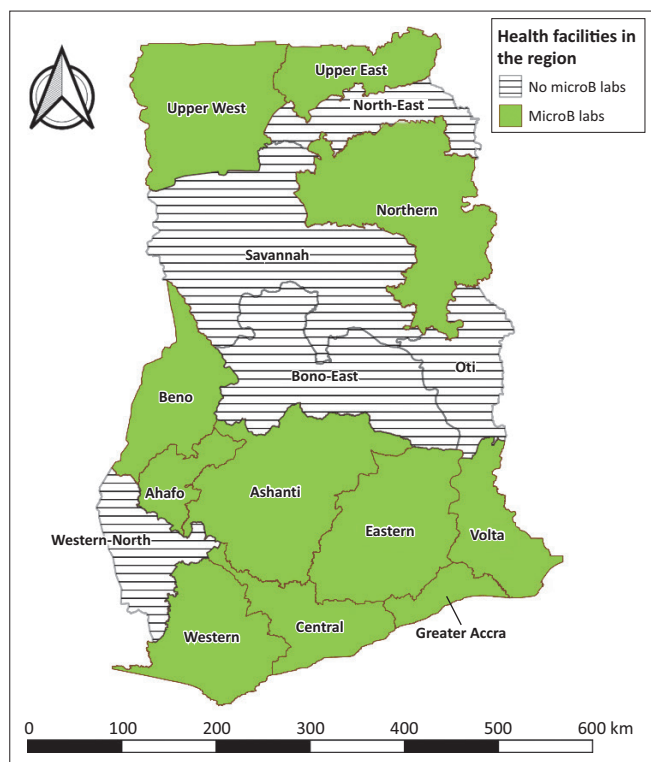 Health facilities in
the region
No microB labs
MicroB labs
Upper East
Upper West
North-East
Northern
Savannah
Bono-East
Oti
Beno
Ahafo
Ashanti
Western-North
Eastern
Volta
Central
Western
Greater Accra
0 100 200 300 400 500 600 km